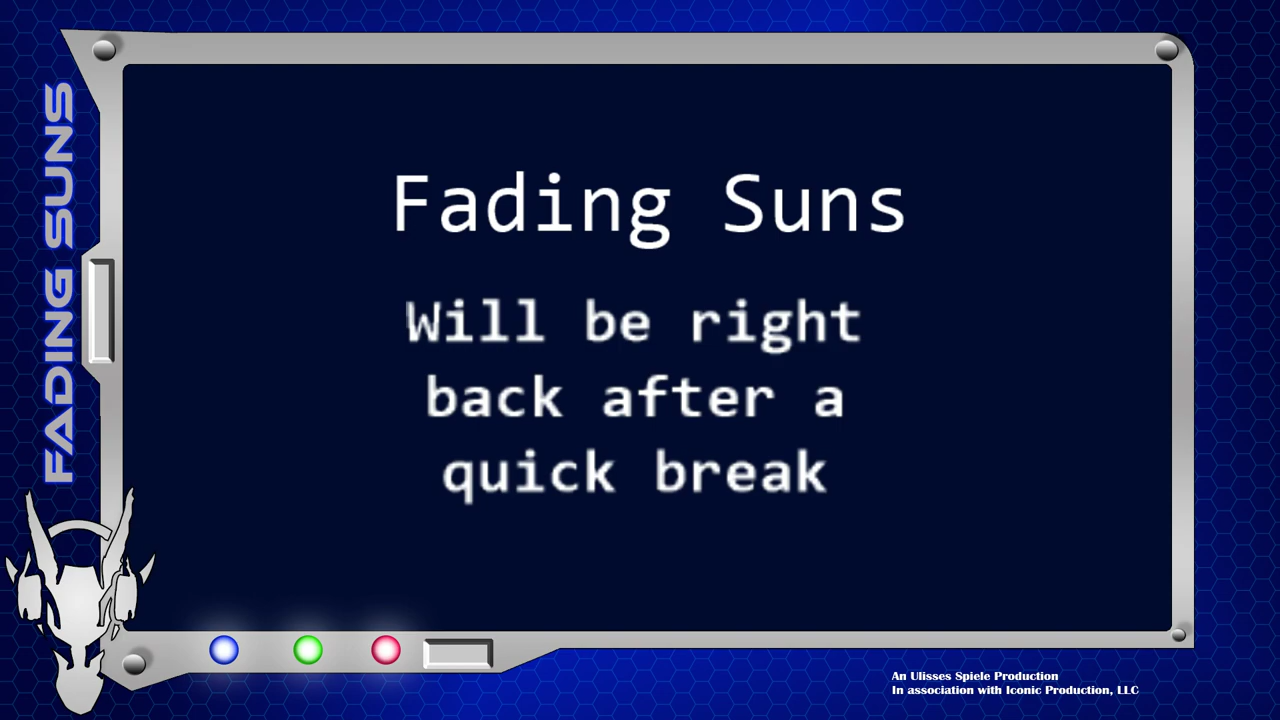 FADING SUNS
Fading Suns
Will be right
back after a
quick break
An Ulisses Spiele Production
In association with Iconic Production, LLC